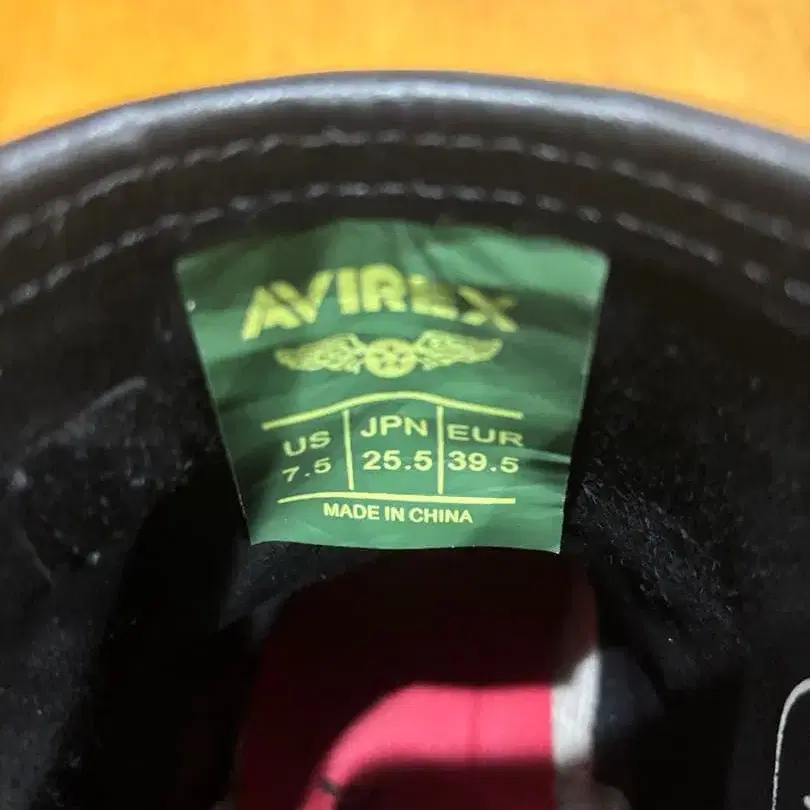 AVIREX
US JPN EUR
7.5 25.5 39.5
MADE IN CHINA